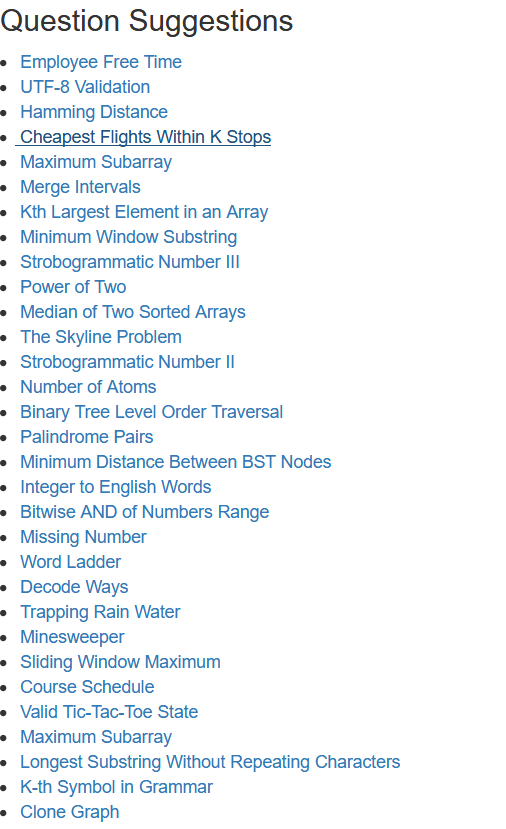 Question Suggestions
Employee Free Time
UTF-8 Validation
Hamming Distance
Cheapest Flights Within K Stops
Maximum Subarray
Merge Intervals
Kth Largest Element in an Array
Minimum Window Substring
Strobogrammatic Number III
Power of Two
Median of Two Sorted Arrays
The Skyline Problem
Strobogrammatic Number II
Number of Atoms
Binary Tree Level Order Traversal
Palindrome Pairs
Minimum Distance Between BST Nodes
Integer to English Words
Bitwise AND of Numbers Range
Missing Number
Word Ladder
Decode Ways
Trapping Rain Water
Minesweeper
Sliding Window Maximum
Course Schedule
Valid Tic-Tac-Toe State
Maximum Subarray
Longest Substring Without Repeating Characters
K-th Symbol in Grammar
Clone Graph